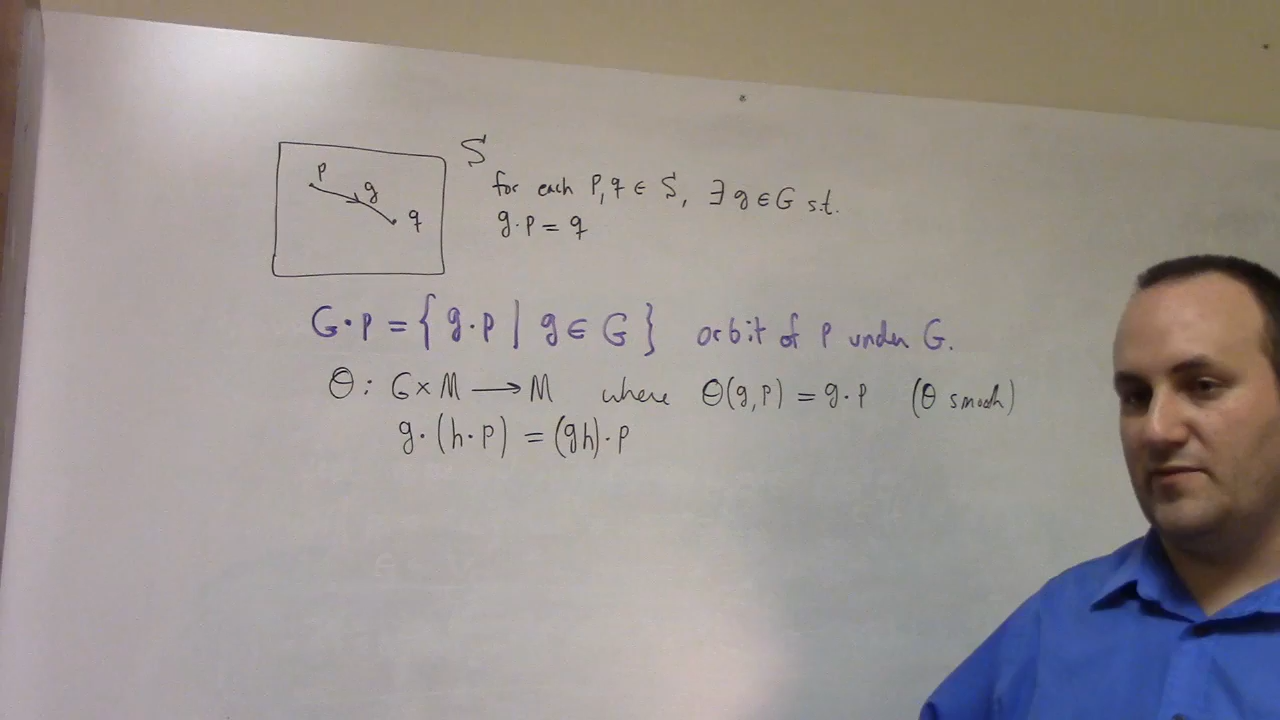 S
p
g
q
for each p, q ∈ S, ∃ g ∈ G s.t.
g·p = q
G·p = { g·p | g ∈ G } orbit of p under G.
θ: G×M → M where θ(g,p) = g·p (θ smooth)
g·(h·p) = (gh)·p